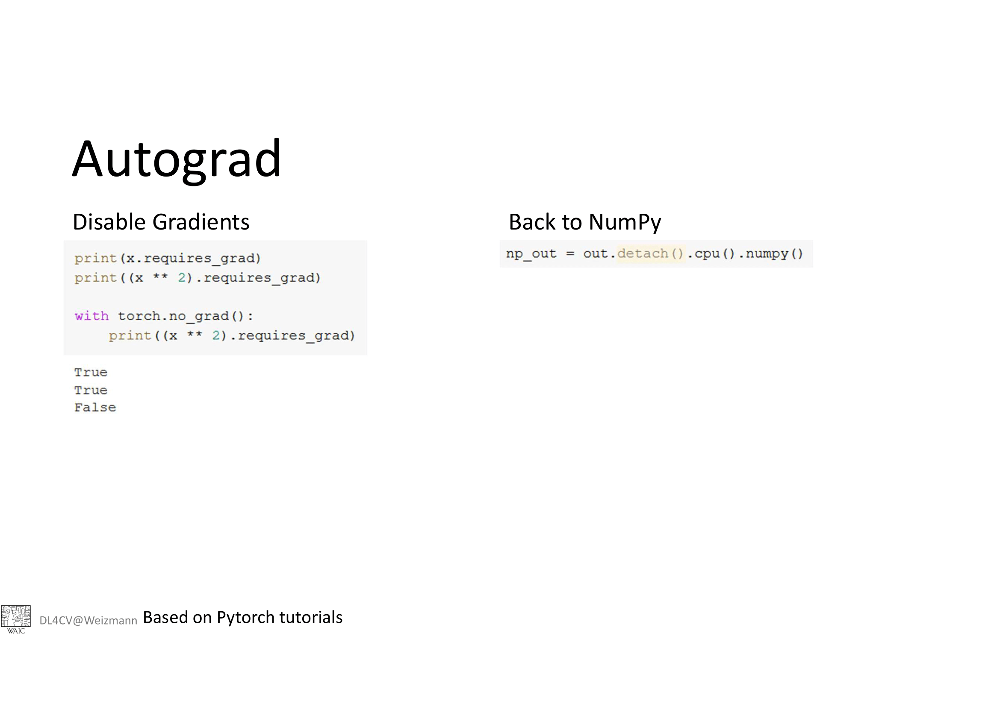 Autograd
Disable Gradients
print(x.requires_grad)
print((x ** 2).requires_grad)
with torch.no_grad():
    print((x ** 2).requires_grad)
True
True
False
Back to NumPy
np_out = out.detach().cpu().numpy()
WAIC
DL4CV@Weizmann Based on Pytorch tutorials